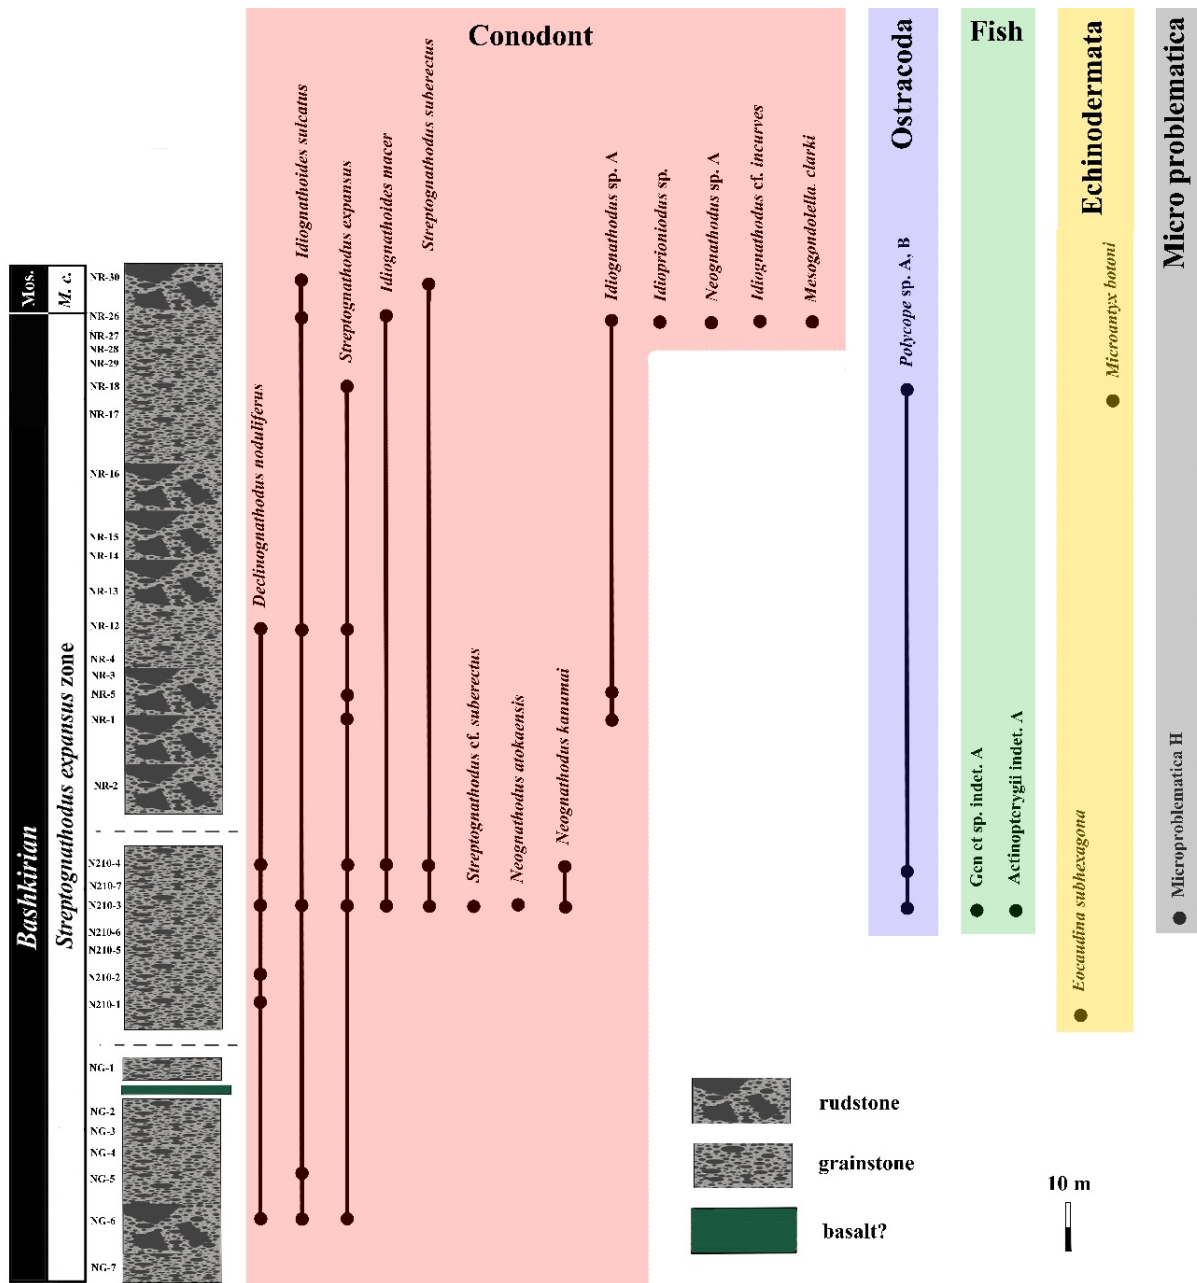 Conodont
Ostracoda
Fish
Echinodermata
Micro problematica
Idiognathoides sulcatus
Streptognathodus expansus
Idiognathoides macer
Streptognathodus suberectus
Idiognathodus sp. A
Idioprioniodus sp.
Neognathodus sp. A
Idiognathodus cf. incurves
Mesogondolella. clarki
Polycope sp. A, B
Microantyx botoni
Declinognathodus noduliferus
Streptognathodus cf. suberectus
Neognathodus atokaensis
Neognathodus kanumai
Gen et sp. indet. A
Actinopterygii indet. A
Eocaudina subhexagona
Microproblematica H
Mos.
M. c.
Bashkirian
Streptognathodus expansus zone
NR-30
NR-26
NR-27
NR-28
NR-29
NR-18
NR-17
NR-16
NR-15
NR-14
NR-13
NR-12
NR-4
NR-3
NR-5
NR-1
NR-2
N210-4
N210-7
N210-3
N210-6
N210-5
N210-2
N210-1
NG-1
NG-2
NG-3
NG-4
NG-5
NG-6
NG-7
rudstone
grainstone
basalt?
10 m